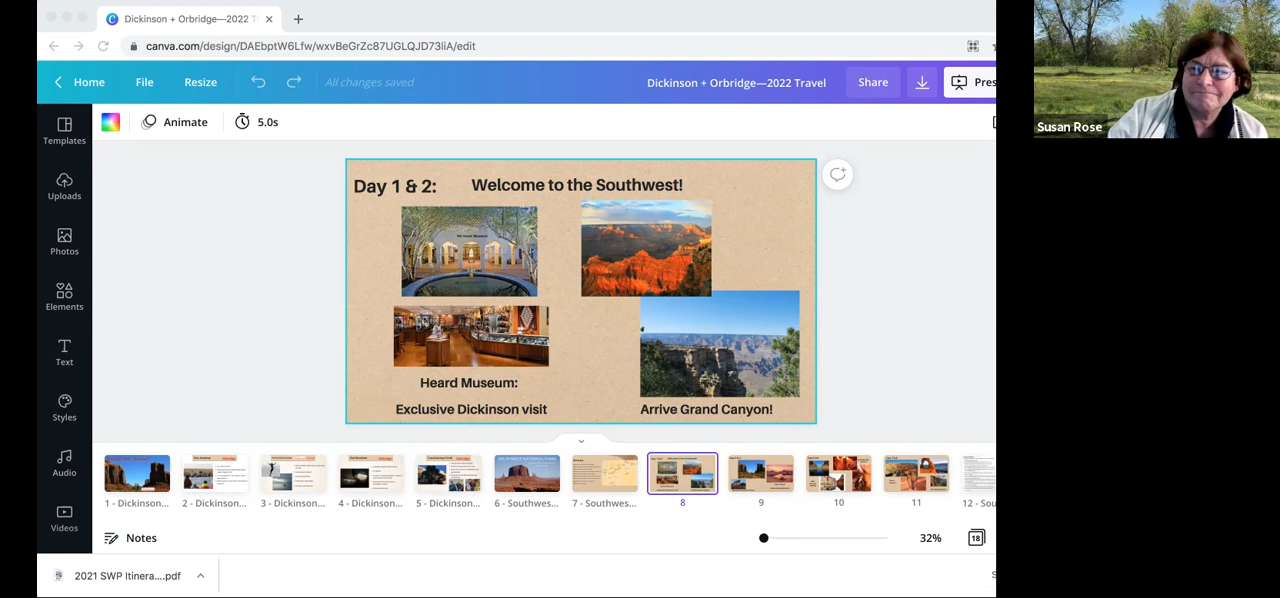 Dickinson + Orbridge—2022 T
canva.com/design/DAEbptW6Lfw/wxvBeGrZc87UGLQJD73liA/edit
Home File Resize All changes saved Dickinson + Orbridge—2022 Travel Share Pres
Susan Rose
Animate 5.0s
Templates
Uploads
Photos
Elements
Text
Styles
Audio
Videos
Day 1 & 2: Welcome to the Southwest!
Heard Museum:
Exclusive Dickinson visit
Arrive Grand Canyon!
1 - Dickinson... 2 - Dickinson... 3 - Dickinson... 4 - Dickinson... 5 - Dickinson... 6 - Southwes... 7 - Southwes... 8 9 10 11 12 - Sou
Notes 32% 18
2021 SWP Itinera....pdf